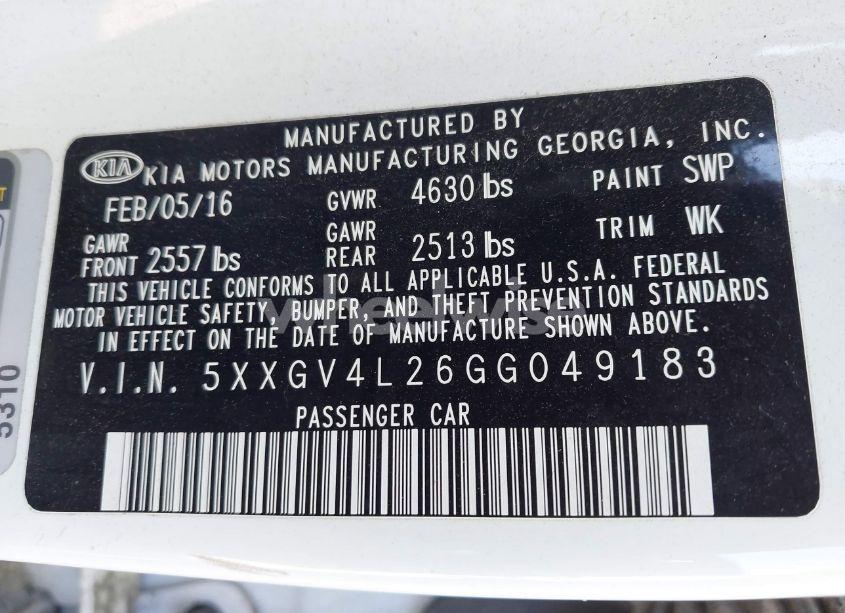 MANUFACTURED BY
KIA KIA MOTORS MANUFACTURING GEORGIA, INC.
FEB/05/16 GVWR 4630 lbs PAINT SWP
GAWR FRONT 2557 lbs GAWR REAR 2513 lbs TRIM WK
THIS VEHICLE CONFORMS TO ALL APPLICABLE U.S.A. FEDERAL
MOTOR VEHICLE SAFETY, BUMPER, AND THEFT PREVENTION STANDARDS
IN EFFECT ON THE DATE OF MANUFACTURE SHOWN ABOVE.
V.I.N. 5XXGV4L26GG049183
PASSENGER CAR
5310